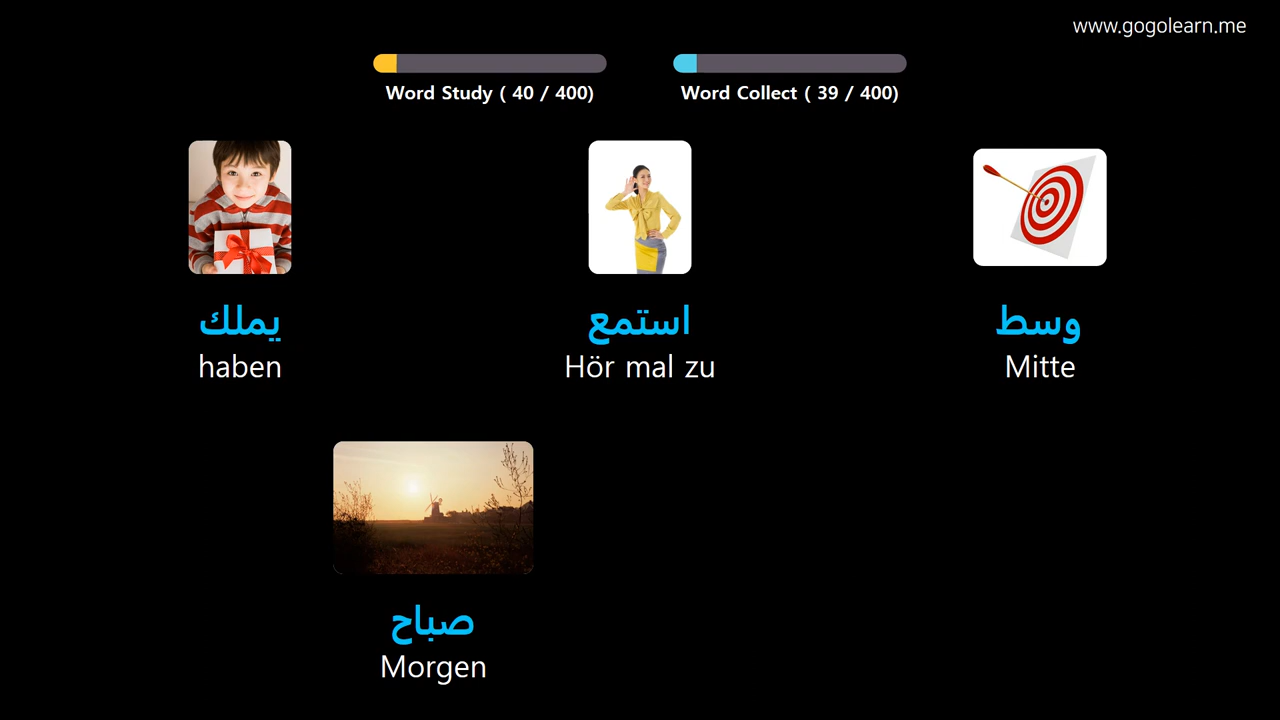 www.gogolearn.me
Word Study ( 40 / 400)
Word Collect ( 39 / 400)
يملك
haben
استمع
Hör mal zu
وسط
Mitte
صباح
Morgen